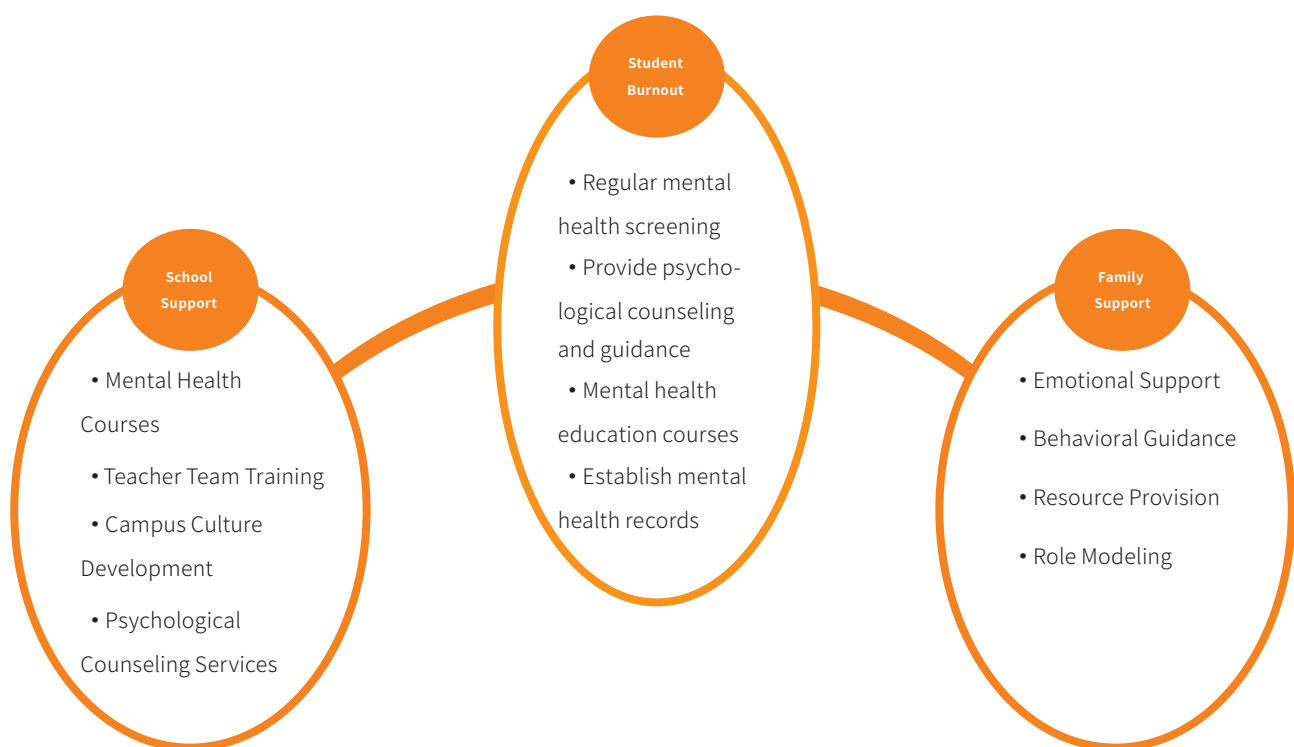 Student
Burnout
• Regular mental
health screening
• Provide psycho-
logical counseling
and guidance
• Mental health
education courses
• Establish mental
health records
School
Support
• Mental Health
Courses
• Teacher Team Training
• Campus Culture
Development
• Psychological
Counseling Services
Family
Support
• Emotional Support
• Behavioral Guidance
• Resource Provision
• Role Modeling